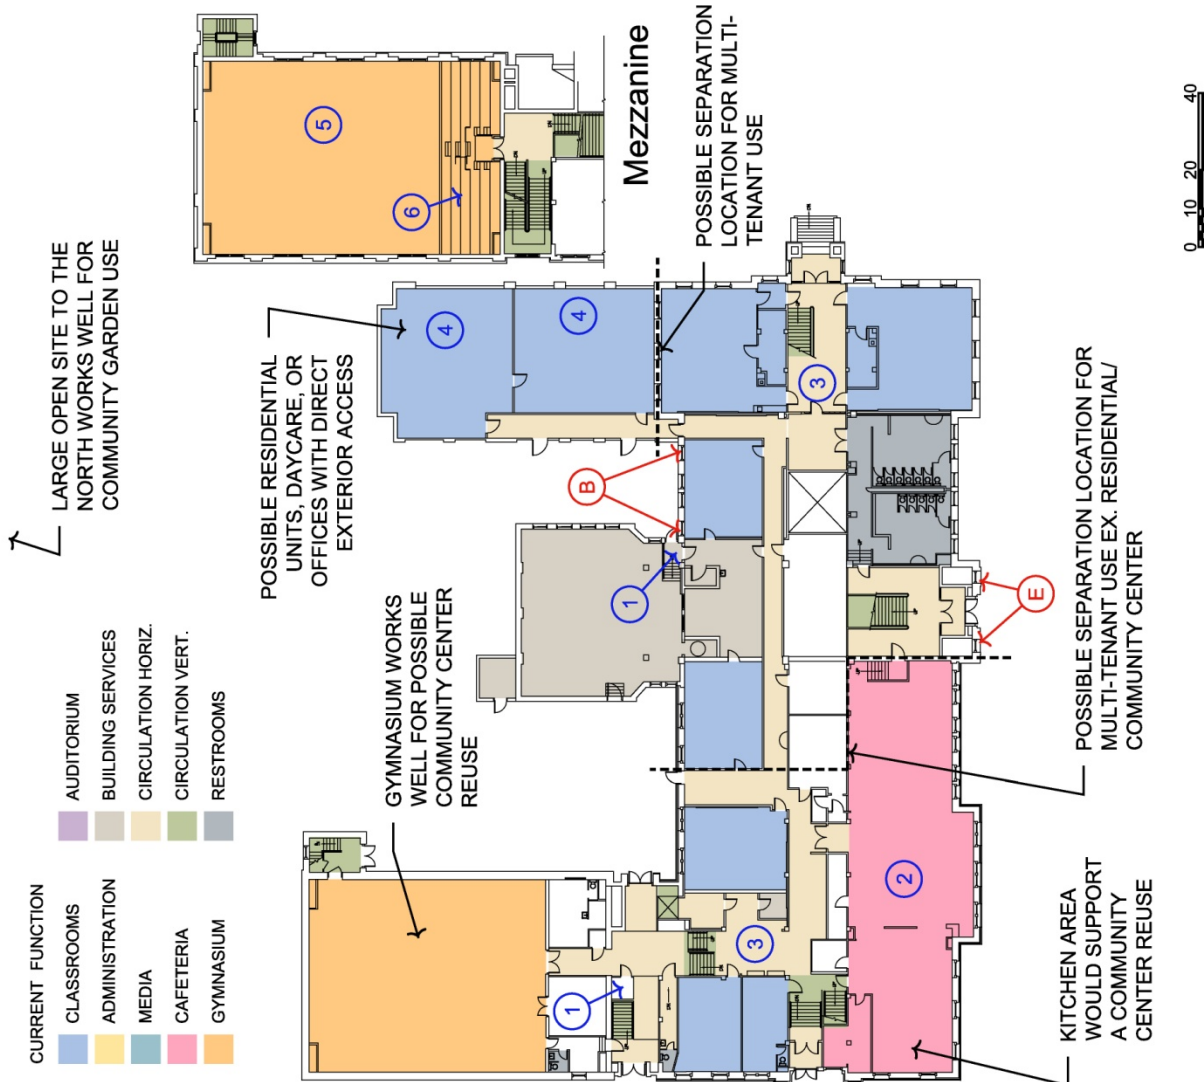 LARGE OPEN SITE TO THE
NORTH WORKS WELL FOR
COMMUNITY GARDEN USE
CURRENT FUNCTION
CLASSROOMS
ADMINISTRATION
MEDIA
CAFETERIA
GYMNASIUM
AUDITORIUM
BUILDING SERVICES
CIRCULATION HORIZ.
CIRCULATION VERT.
RESTROOMS
POSSIBLE RESIDENTIAL
UNITS, DAYCARE, OR
OFFICES WITH DIRECT
EXTERIOR ACCESS
GYMNASIUM WORKS
WELL FOR POSSIBLE
COMMUNITY CENTER
REUSE
5
6
Mezzanine
POSSIBLE SEPARATION
LOCATION FOR MULTI-
TENANT USE
4
4
3
B
1
E
1
3
2
KITCHEN AREA
WOULD SUPPORT
A COMMUNITY
CENTER REUSE
POSSIBLE SEPARATION LOCATION FOR
MULTI-TENANT USE EX. RESIDENTIAL/
COMMUNITY CENTER
0 10 20 40